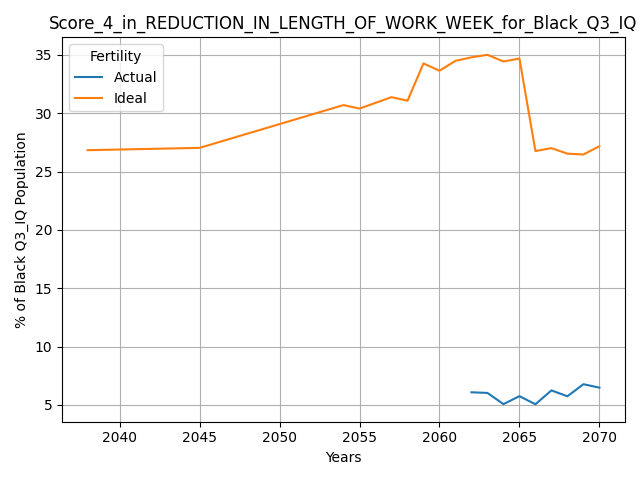 Score_4_in_REDUCTION_IN_LENGTH_OF_WORK_WEEK_for_Black_Q3_IQ
Fertility
Actual
Ideal
% of Black Q3_IQ Population
35
30
25
20
15
10
5
2040 2045 2050 2055 2060 2065 2070
Years